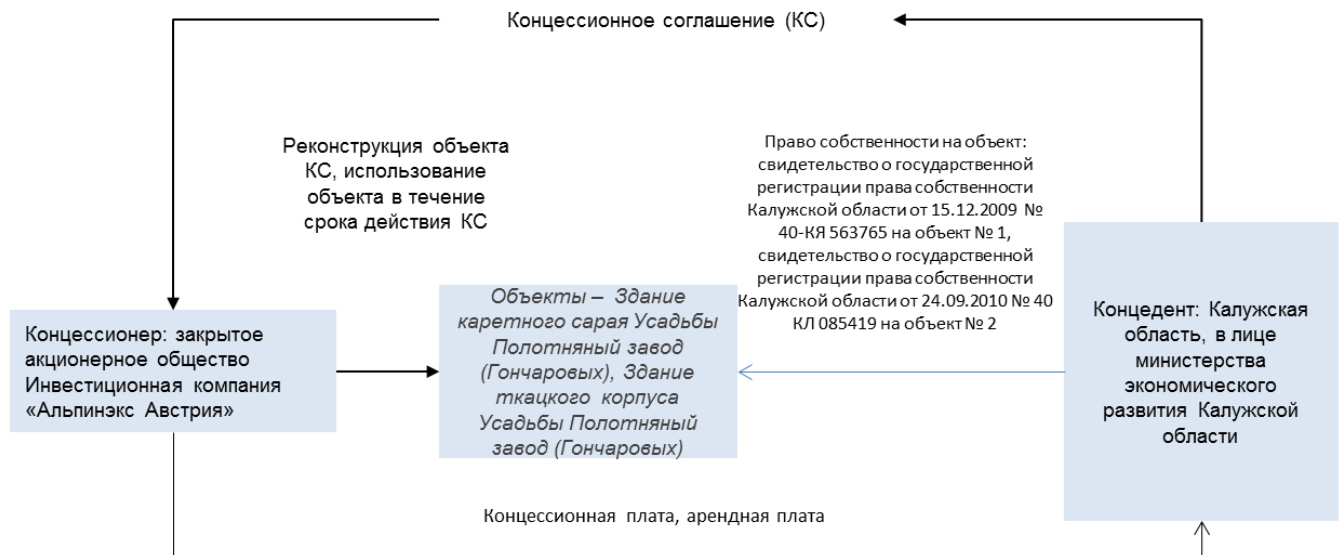 Концессионное соглашение (КС)
Реконструкция объекта
КС, использование
объекта в течение
срока действия КС
Право собственности на объект:
свидетельство о государственной
регистрации права собственности
Калужской области от 15.12.2009 №
40-КЯ 563765 на объект № 1,
свидетельство о государственной
регистрации права собственности
Калужской области от 24.09.2010 № 40
КЛ 085419 на объект № 2
Концессионер: закрытое
акционерное общество
Инвестиционная компания
«Альпинэкс Австрия»
Объекты – Здание
каретного сарая Усадьбы
Полотняный завод
(Гончаровых), Здание
ткацкого корпуса
Усадьбы Полотняный
завод (Гончаровых)
Концедент: Калужская
область, в лице
министерства
экономического
развития Калужской
области
Концессионная плата, арендная плата